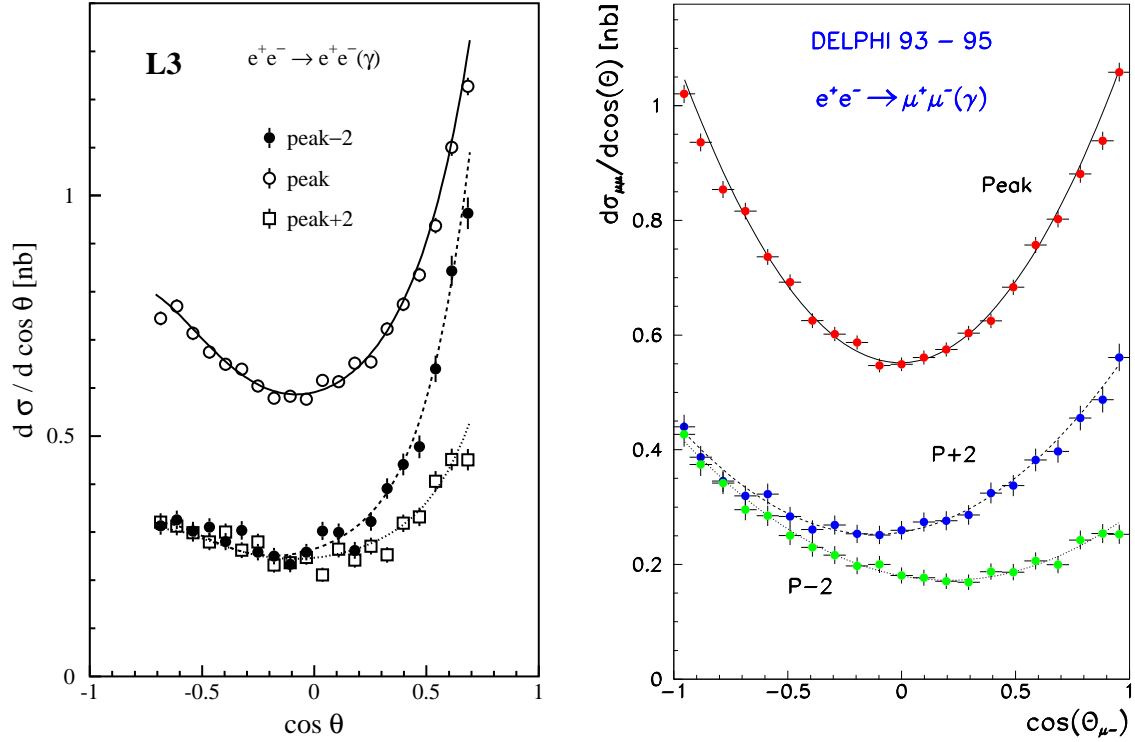 L3
e⁺e⁻ → e⁺e⁻(γ)
peak−2
peak
peak+2
d σ / d cos θ [nb]
1
0.5
0
-1
-0.5
0
0.5
1
cos θ
DELPHI 93 − 95
e⁺e⁻ → μ⁺μ⁻(γ)
Peak
P+2
P−2
dσμμ/dcos(Θ) [nb]
1
0.8
0.6
0.4
0.2
0
−1
−0.5
0
0.5
1
cos(Θμ−)